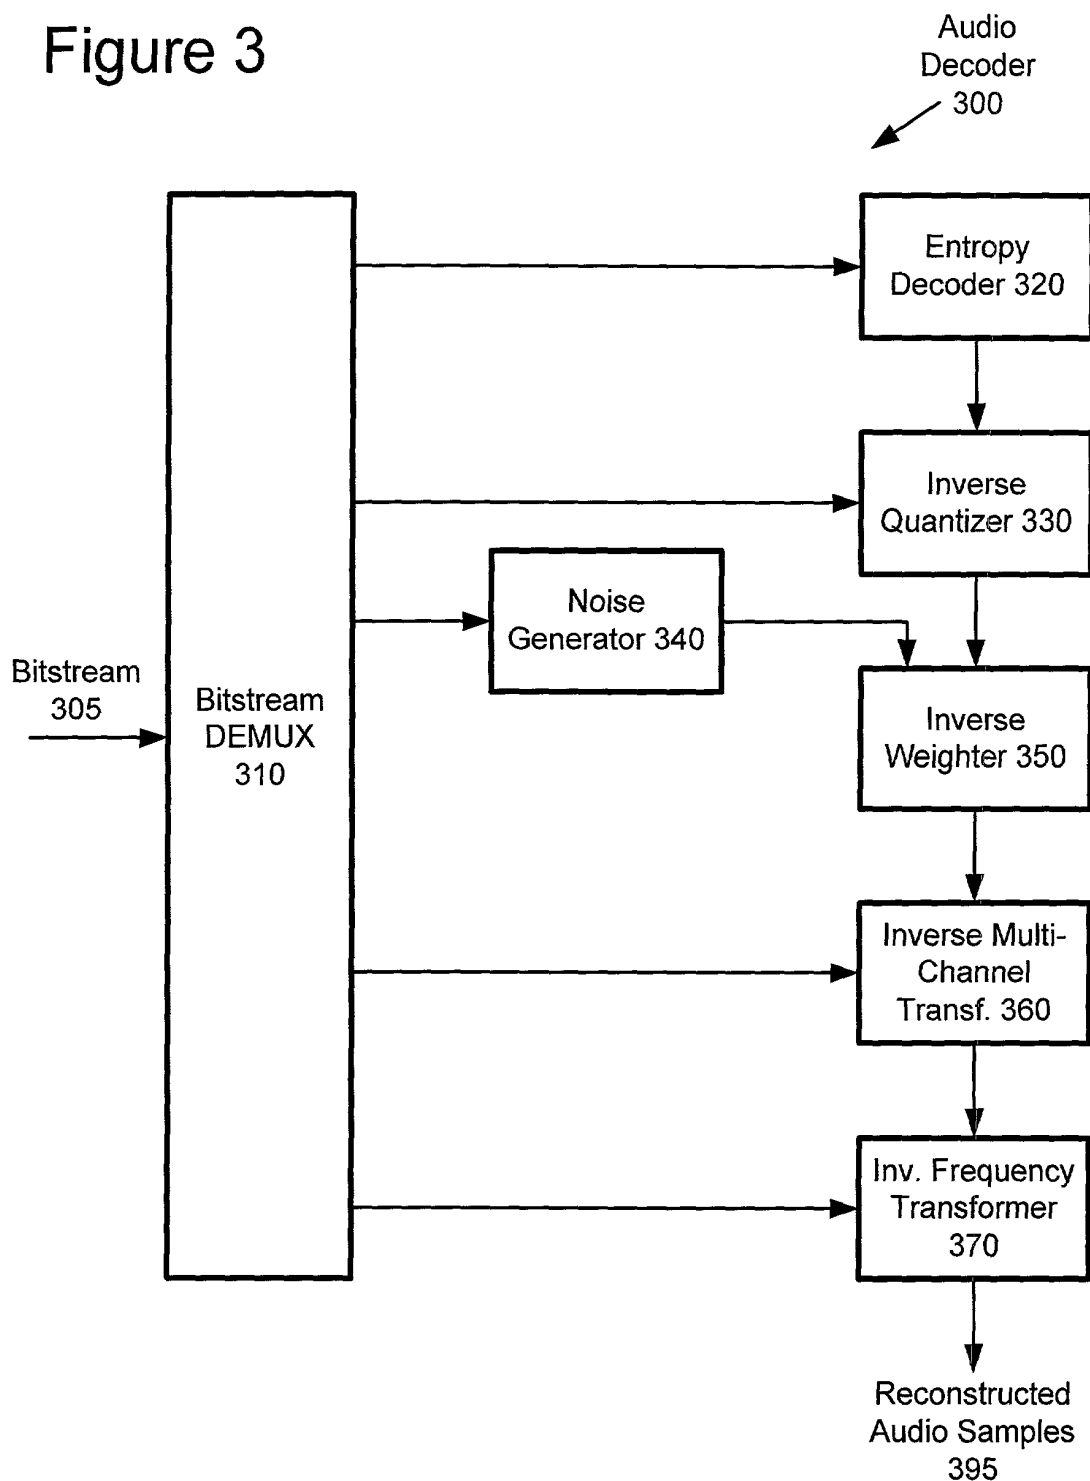 Figure 3
Audio
Decoder
300
Entropy
Decoder 320
Inverse
Quantizer 330
Noise
Generator 340
Bitstream
305
Bitstream
DEMUX
310
Inverse
Weighter 350
Inverse Multi-
Channel
Transf. 360
Inv. Frequency
Transformer
370
Reconstructed
Audio Samples
395